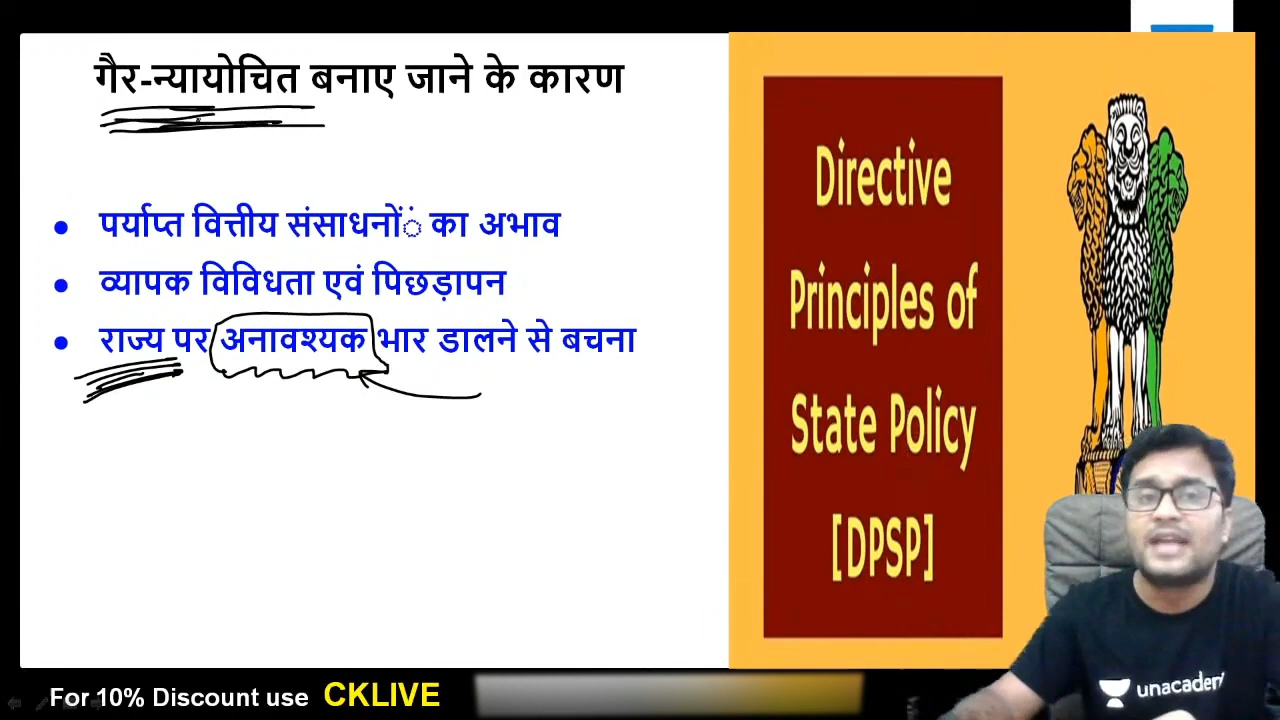 गैर-न्यायोचित बनाए जाने के कारण
• पर्याप्त वित्तीय संसाधनोंं का अभाव
• व्यापक विविधता एवं पिछड़ापन
• राज्य पर अनावश्यक भार डालने से बचना
Directive
Principles of
State Policy
[DPSP]
unacademy
For 10% Discount use CKLIVE